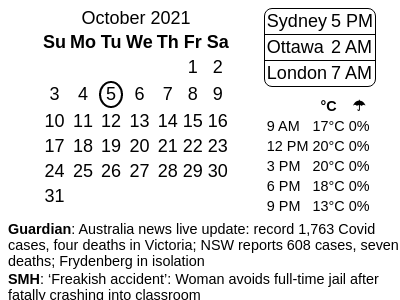 October 2021
Su Mo Tu We Th Fr Sa
1 2
3 4 5 6 7 8 9
10 11 12 13 14 15 16
17 18 19 20 21 22 23
24 25 26 27 28 29 30
31
Sydney 5 PM
Ottawa 2 AM
London 7 AM
°C ☂
9 AM 17°C 0%
12 PM 20°C 0%
3 PM 20°C 0%
6 PM 18°C 0%
9 PM 13°C 0%
Guardian: Australia news live update: record 1,763 Covid
cases, four deaths in Victoria; NSW reports 608 cases, seven
deaths; Frydenberg in isolation
SMH: ‘Freakish accident’: Woman avoids full-time jail after
fatally crashing into classroom